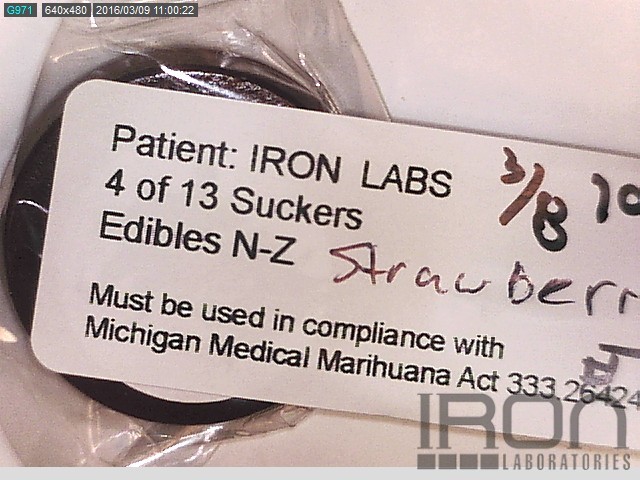 G971 640x480 2016/03/09 11:00:22
Patient: IRON LABS
3/8
4 of 13 Suckers
Edibles N-Z
Strawberr
Must be used in compliance with
Michigan Medical Marihuana Act 333.26424
IRON
LABORATORIES